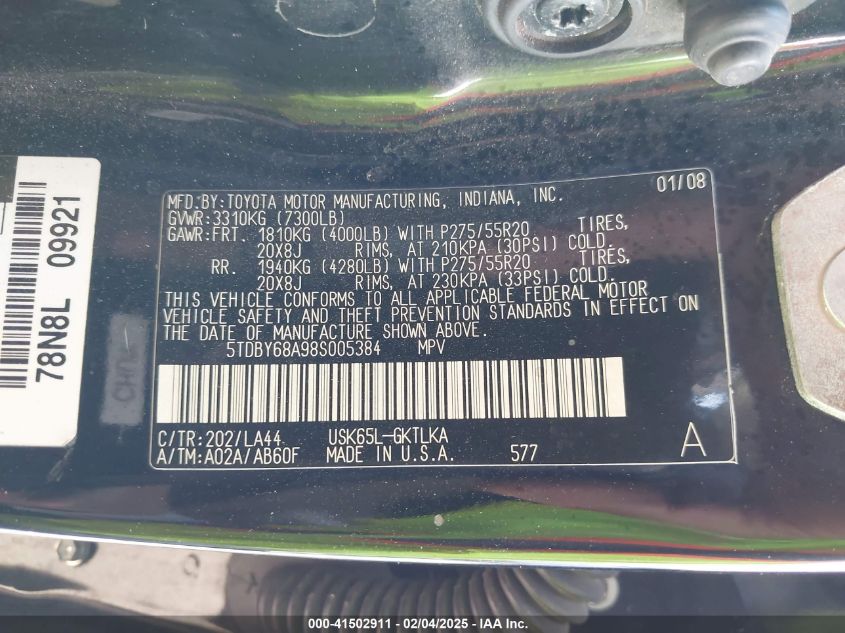 MFD.BY:TOYOTA MOTOR MANUFACTURING, INDIANA, INC. 01/08
GVWR:3310KG (7300LB)
GAWR:FRT. 1810KG (4000LB) WITH P275/55R20 TIRES,
20X8J RIMS, AT 210KPA (30PSI) COLD.
RR. 1940KG (4280LB) WITH P275/55R20 TIRES,
20X8J RIMS, AT 230KPA (33PSI) COLD.
THIS VEHICLE CONFORMS TO ALL APPLICABLE FEDERAL MOTOR
VEHICLE SAFETY AND THEFT PREVENTION STANDARDS IN EFFECT ON
THE DATE OF MANUFACTURE SHOWN ABOVE.
5TDBY68A98S005384 MPV
C/TR:202/LA44 USK65L-GKTLKA
A/TM:A02A/AB60F MADE IN U.S.A. 577 A
78N8L 09921
000-41502911 - 02/04/2025 - IAA Inc.